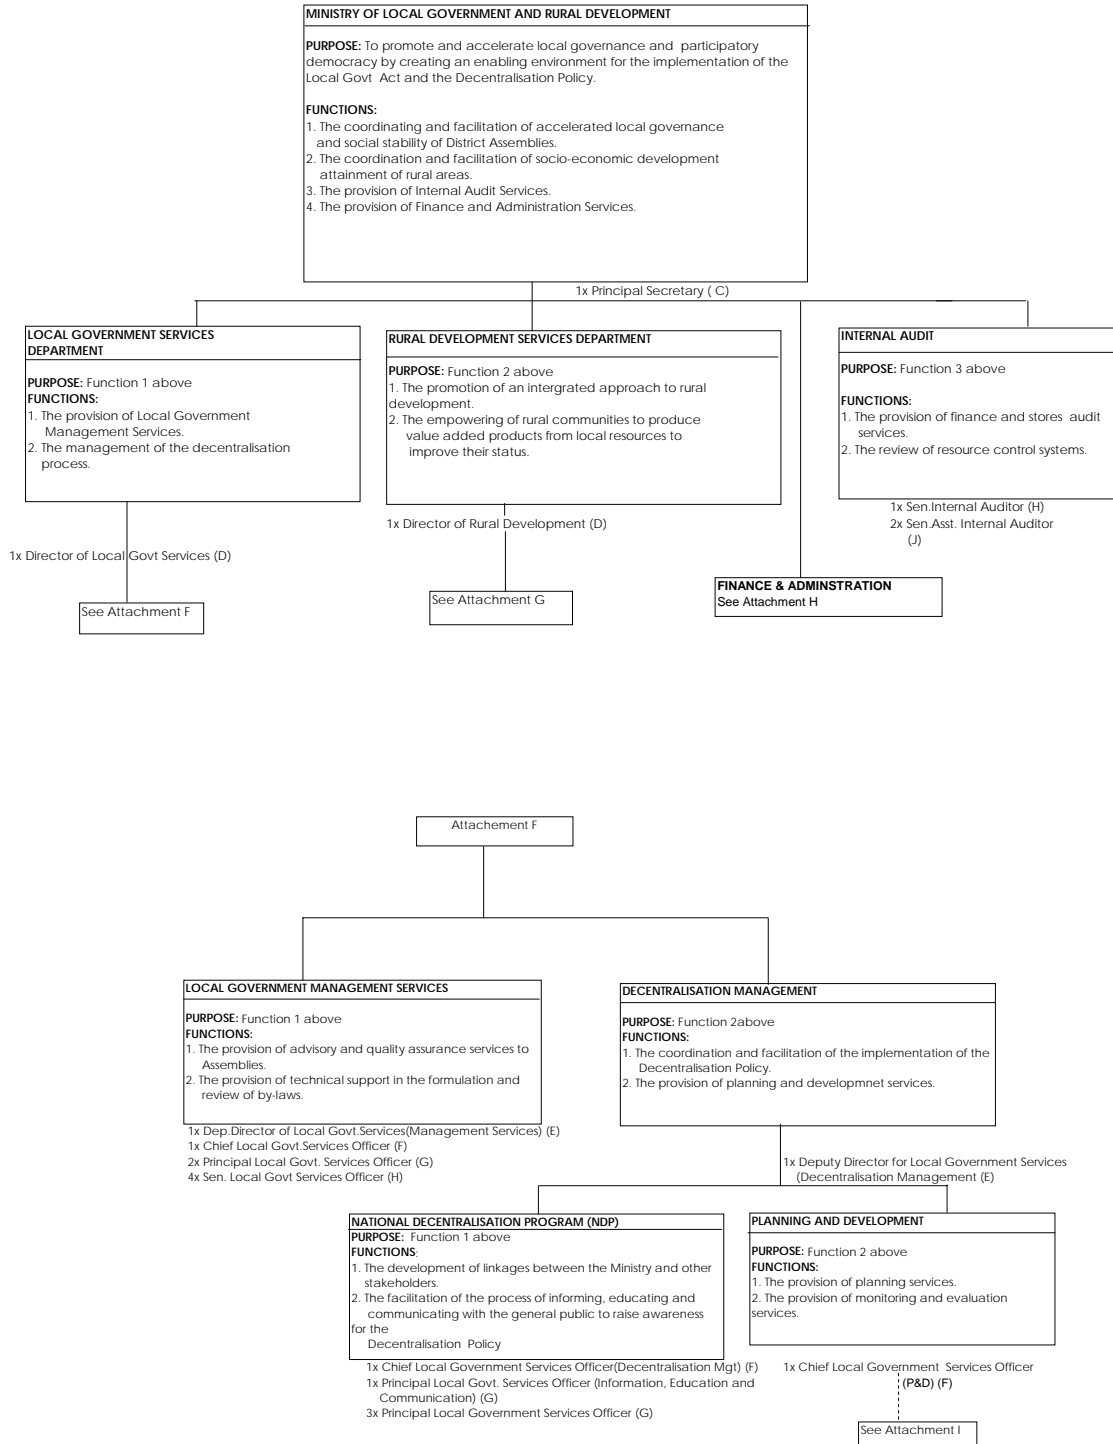 MINISTRY OF LOCAL GOVERNMENT AND RURAL DEVELOPMENT
PURPOSE: To promote and accelerate local governance and participatory
democracy by creating an enabling environment for the implementation of the
Local Govt Act and the Decentralisation Policy.
FUNCTIONS:
1. The coordinating and facilitation of accelerated local governance
and social stability of District Assemblies.
2. The coordination and facilitation of socio-economic development
attainment of rural areas.
3. The provision of Internal Audit Services.
4. The provision of Finance and Administration Services.
1x Principal Secretary ( C)
LOCAL GOVERNMENT SERVICES
DEPARTMENT
PURPOSE: Function 1 above
FUNCTIONS:
1. The provision of Local Government
Management Services.
2. The management of the decentralisation
process.
1x Director of Local Govt Services (D)
See Attachment F
RURAL DEVELOPMENT SERVICES DEPARTMENT
PURPOSE: Function 2 above
1. The promotion of an intergrated approach to rural
development.
2. The empowering of rural communities to produce
value added products from local resources to
improve their status.
1x Director of Rural Development (D)
See Attachment G
INTERNAL AUDIT
PURPOSE: Function 3 above
FUNCTIONS:
1. The provision of finance and stores audit
services.
2. The review of resource control systems.
1x Sen.Internal Auditor (H)
2x Sen.Asst. Internal Auditor
(J)
FINANCE & ADMINSTRATION
See Attachment H
Attachement F
LOCAL GOVERNMENT MANAGEMENT SERVICES
PURPOSE: Function 1 above
FUNCTIONS:
1. The provision of advisory and quality assurance services to
Assemblies.
2. The provision of technical support in the formulation and
review of by-laws.
1x Dep.Director of Local Govt.Services(Management Services) (E)
1x Chief Local Govt.Services Officer (F)
2x Principal Local Govt. Services Officer (G)
4x Sen. Local Govt Services Officer (H)
DECENTRALISATION MANAGEMENT
PURPOSE: Function 2above
FUNCTIONS:
1. The coordination and facilitation of the implementation of the
Decentralisation Policy.
2. The provision of planning and developmnet services.
1x Deputy Director for Local Government Services
(Decentralisation Management (E)
NATIONAL DECENTRALISATION PROGRAM (NDP)
PURPOSE: Function 1 above
FUNCTIONS:
1. The development of linkages between the Ministry and other
stakeholders.
2. The facilitation of the process of informing, educating and
communicating with the general public to raise awareness
for the
Decentralisation Policy
1x Chief Local Government Services Officer(Decentralisation Mgt) (F)
1x Principal Local Govt. Services Officer (Information, Education and
Communication) (G)
3x Principal Local Government Services Officer (G)
PLANNING AND DEVELOPMENT
PURPOSE: Function 2 above
FUNCTIONS:
1. The provision of planning services.
2. The provision of monitoring and evaluation
services.
1x Chief Local Government Services Officer
(P&D) (F)
See Attachment I